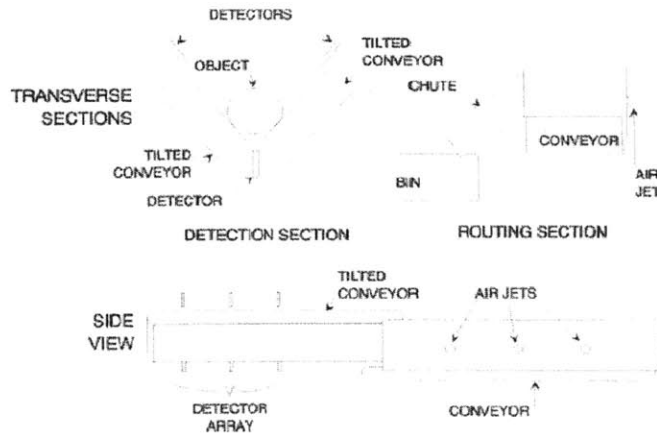 DETECTORS
OBJECT
TILTED
CONVEYOR
CHUTE
TRANSVERSE
SECTIONS
CONVEYOR
TILTED
CONVEYOR
BIN
AIR
JET
DETECTOR
DETECTION SECTION
ROUTING SECTION
TILTED
CONVEYOR
AIR JETS
SIDE
VIEW
DETECTOR
ARRAY
CONVEYOR